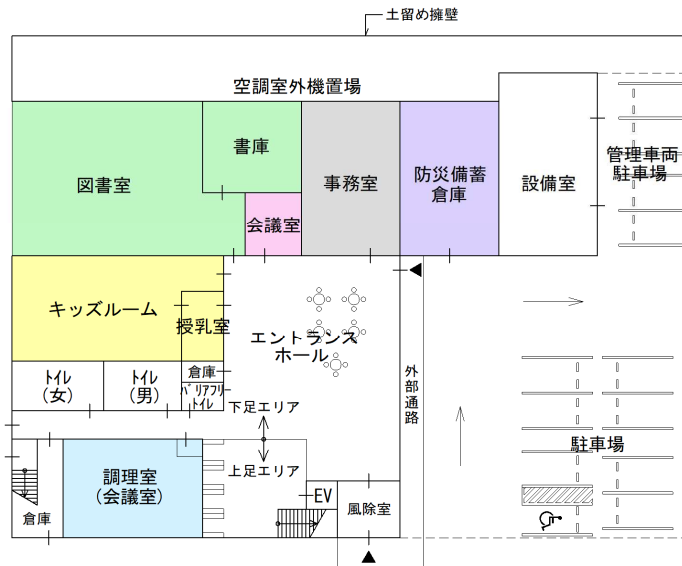 土留め擁壁
空調室外機置場
書庫
図書室
事務室
防災備蓄
倉庫
設備室
管理車両
駐車場
会議室
キッズルーム
授乳室
エントランス
ホール
トイレ
(女)
トイレ
(男)
倉庫
バリアフリー
トイレ
外部通路
下足エリア
上足エリア
駐車場
調理室
(会議室)
倉庫
EV
風除室